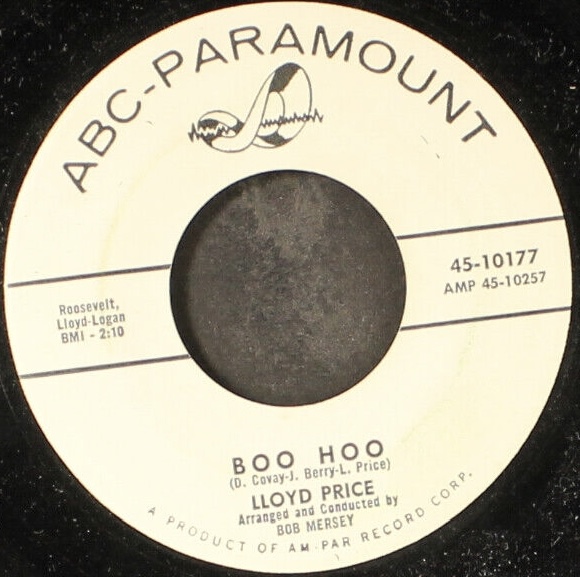 ABC-PARAMOUNT
45-10177
AMP 45-10257
Roosevelt,
Lloyd-Logan
BMI - 2:10
BOO HOO
(D. Covay-J. Berry-L. Price)
LLOYD PRICE
Arranged and Conducted by
BOB MERSEY
A PRODUCT OF AM-PAR RECORD CORP.